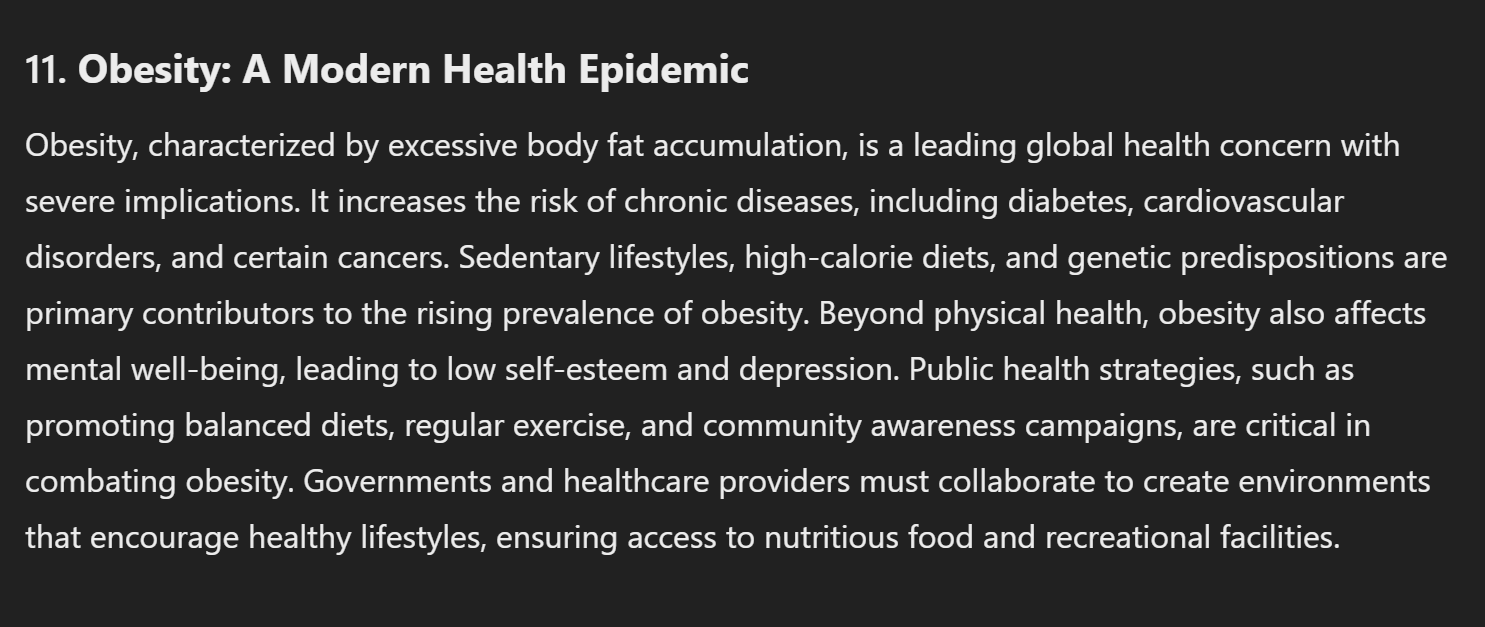 11. Obesity: A Modern Health Epidemic
Obesity, characterized by excessive body fat accumulation, is a leading global health concern with
severe implications. It increases the risk of chronic diseases, including diabetes, cardiovascular
disorders, and certain cancers. Sedentary lifestyles, high-calorie diets, and genetic predispositions are
primary contributors to the rising prevalence of obesity. Beyond physical health, obesity also affects
mental well-being, leading to low self-esteem and depression. Public health strategies, such as
promoting balanced diets, regular exercise, and community awareness campaigns, are critical in
combating obesity. Governments and healthcare providers must collaborate to create environments
that encourage healthy lifestyles, ensuring access to nutritious food and recreational facilities.